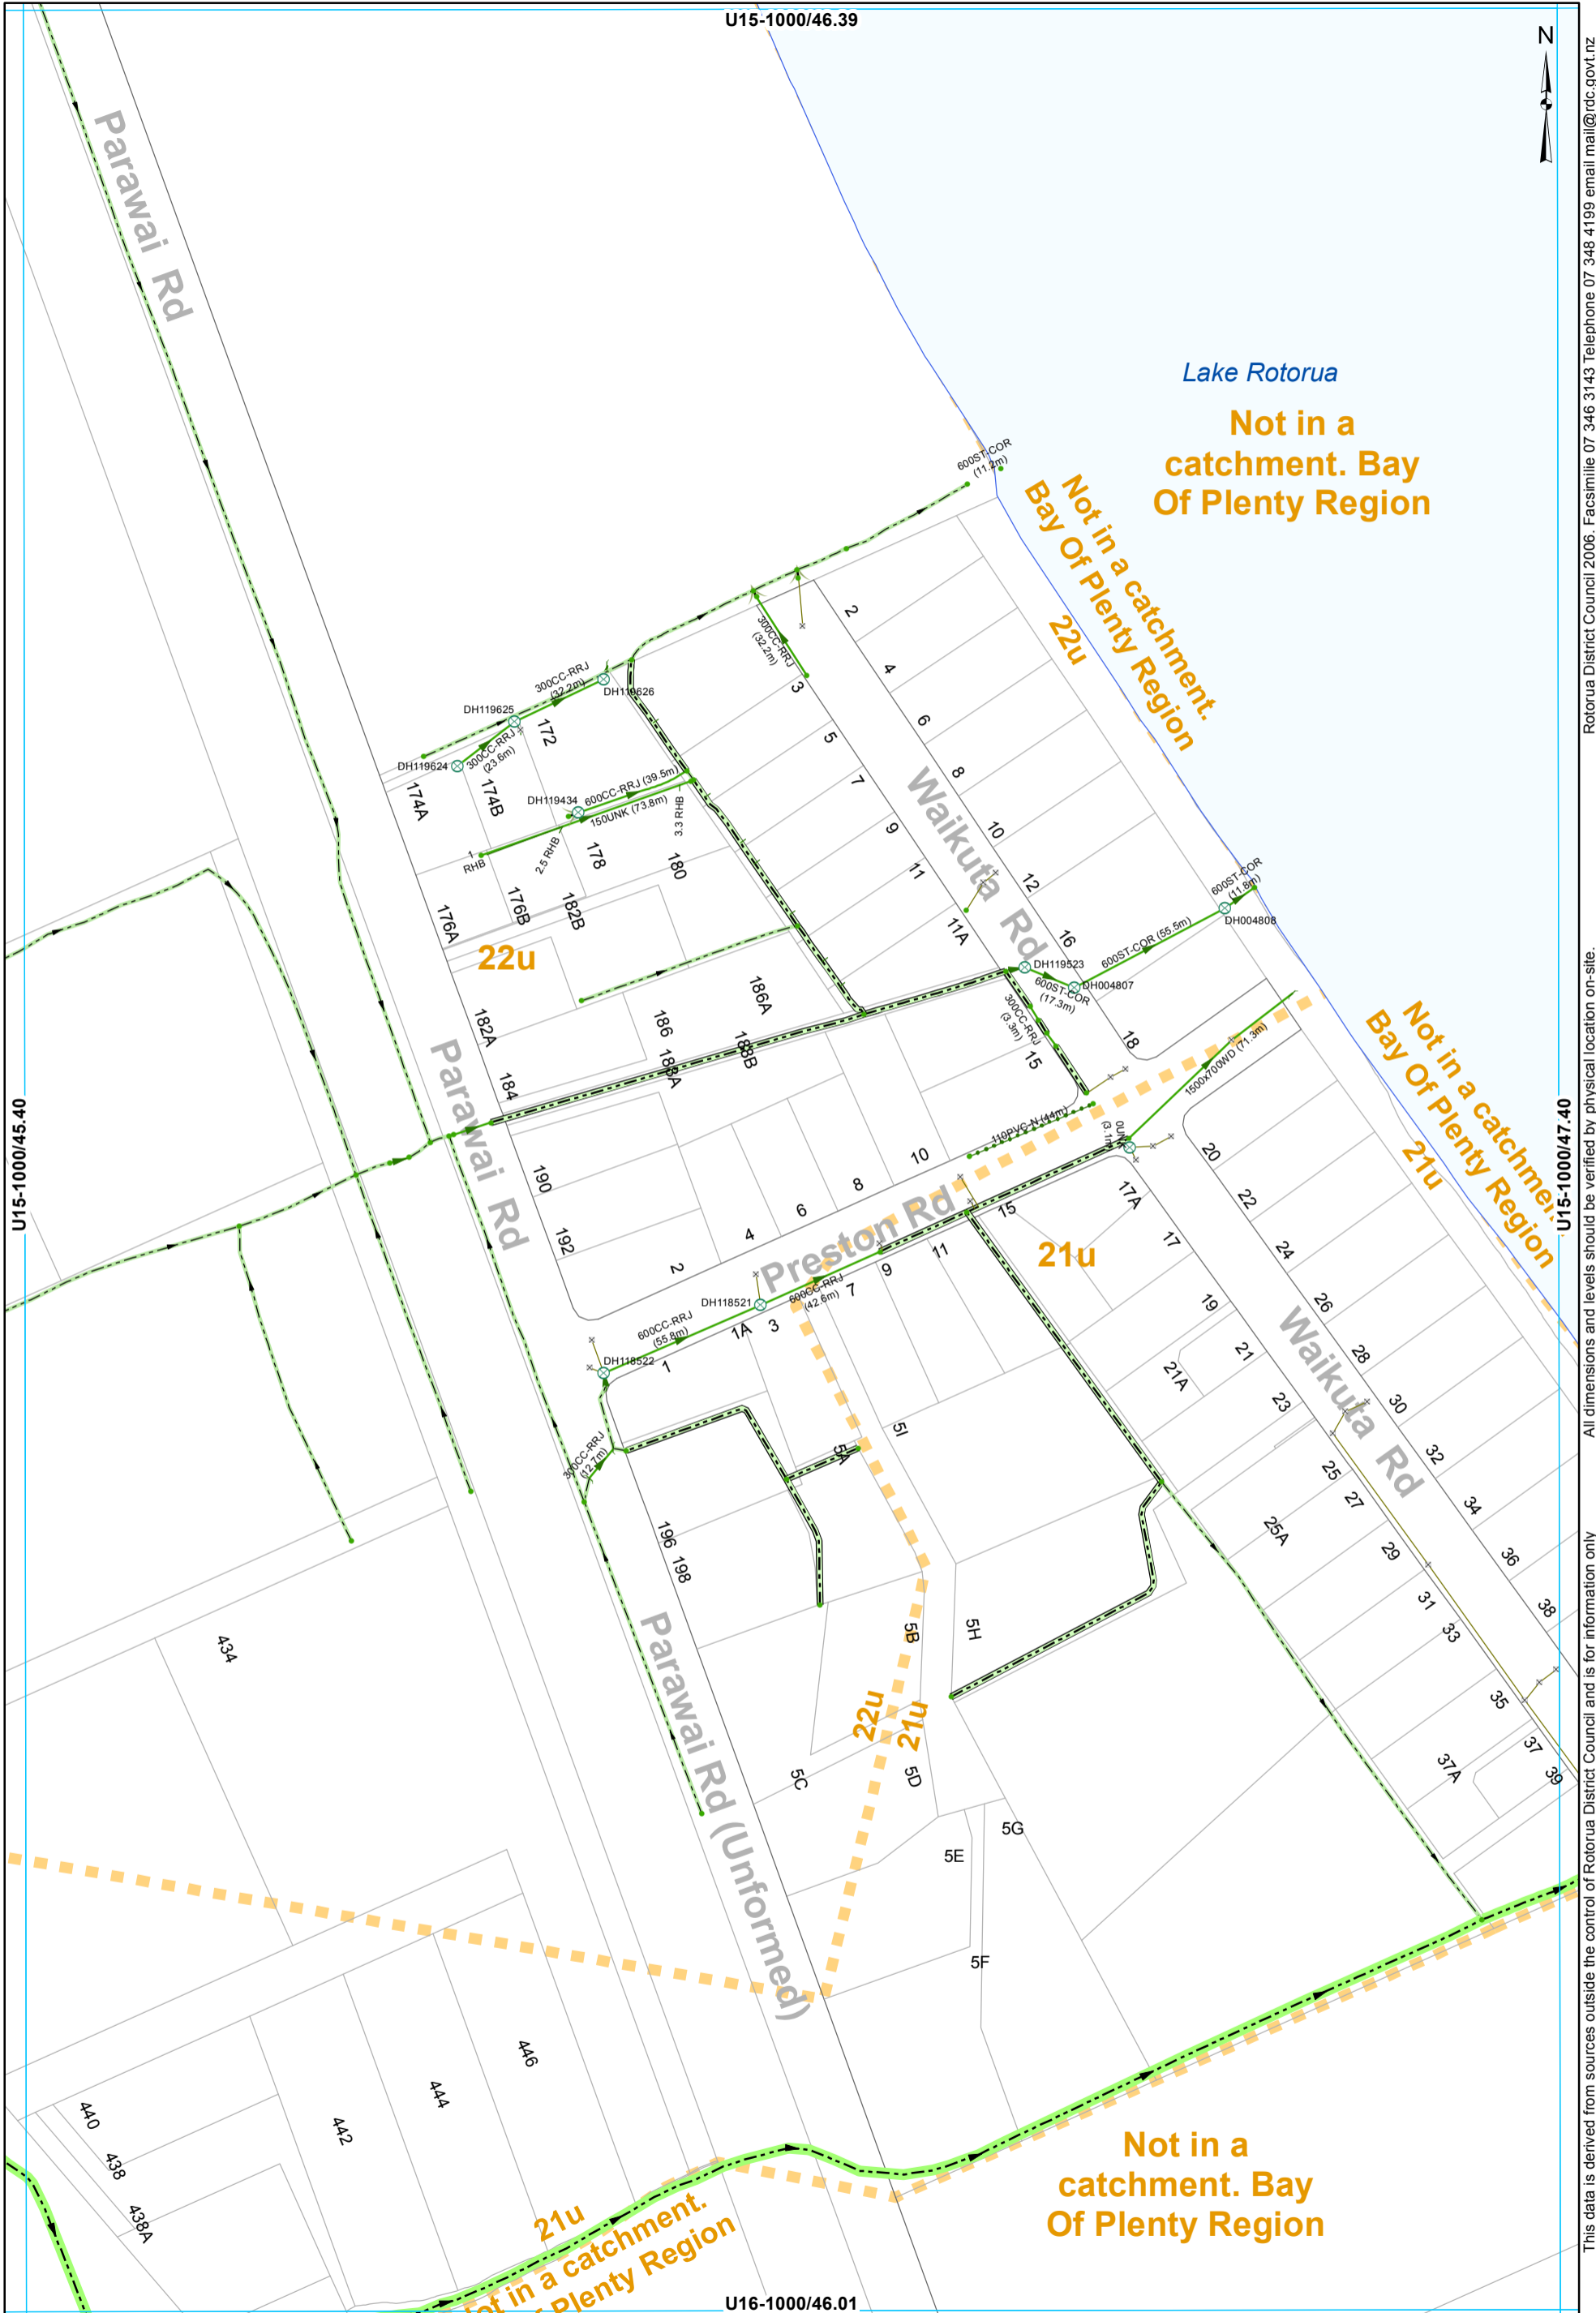 U15-1000/46.39
N
Rotorua District Council 2006. Facsimilie 07 346 3143 Telephone 07 348 4199 email mail@rdc.govt.nz
Parawai Rd
Lake Rotorua
Not in a
catchment. Bay
Of Plenty Region
600ST-COR
(11.2m)
Not in a catchment.
Bay Of Plenty Region
22u
2
4
6
8
10
12
16
18
300CC-RRJ
(32.2m)
3
5
7
9
11
11A
15
Waikuta Rd
300CC-RRJ
(32.2m)
DH119626
DH119625
172
DH119624
300CC-RRJ
(23.6m)
174A
174B
DH119434
600CC-RRJ (39.5m)
150UNK (73.8m)
3.3 RHB
2.5 RHB
1
RHB
178
180
176A
176B
182B
22u
182A
184
186
186A
188A
188B
600ST-COR
(11.8m)
DH004808
600ST-COR (55.5m)
DH119523
DH004807
600ST-COR
(17.3m)
300CC-RRJ
(3.3m)
1500x700WD (71.3m)
110PVC-N (44m)
0UNK
(3.1m)
Not in a catchment.
Bay Of Plenty Region
21u
All dimensions and levels should be verified by physical location on-site.
U15-1000/45.40
U15-1000/47.40
Parawai Rd
190
192
2
4
6
8
10
Preston Rd
DH118521
600CC-RRJ
(42.6m)
600CC-RRJ
(55.8m)
DH118522
1
1A
3
7
9
11
15
21u
17A
17
19
21
21A
23
25
25A
27
29
31
33
35
37
37A
39
20
22
24
26
28
30
32
34
36
38
Waikuta Rd
300CC-RRJ
(12.7m)
5A
5I
196
198
5B
5H
22u
21u
5C
5D
5E
5G
5F
Parawai Rd (Unformed)
434
446
444
442
440
438
438A
21u
Not in a catchment.
Plenty Region
Not in a
catchment. Bay
Of Plenty Region
This data is derived from sources outside the control of Rotorua District Council and is for information only
U16-1000/46.01